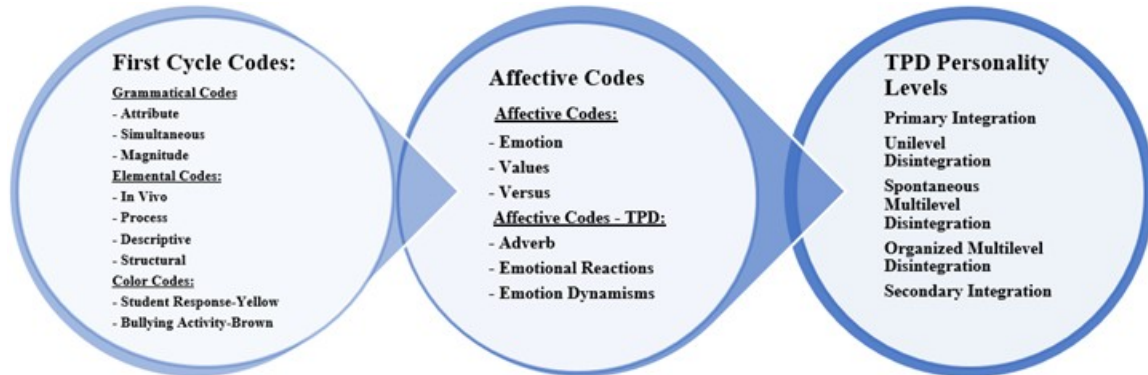 First Cycle Codes:
Grammatical Codes
- Attribute
- Simultaneous
- Magnitude
Elemental Codes:
- In Vivo
- Process
- Descriptive
- Structural
Color Codes:
- Student Response-Yellow
- Bullying Activity-Brown
Affective Codes
Affective Codes:
- Emotion
- Values
- Versus
Affective Codes - TPD:
- Adverb
- Emotional Reactions
- Emotion Dynamisms
TPD Personality
Levels
Primary Integration
Unilevel
Disintegration
Spontaneous
Multilevel
Disintegration
Organized Multilevel
Disintegration
Secondary Integration